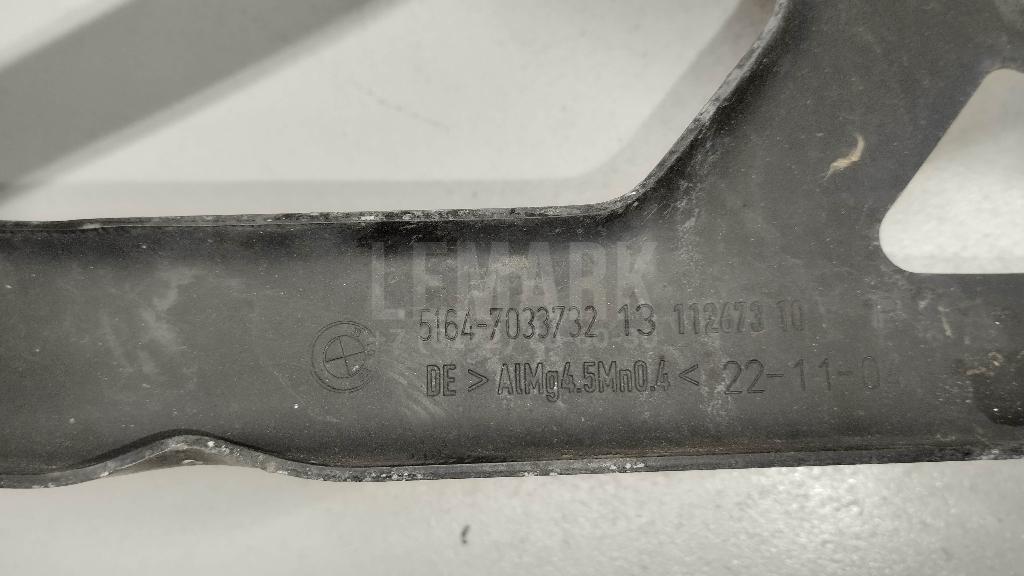 LEMARK
5164-7033732 13 112673 10
DE > AlMg4.5Mn0.4 < 22-11-0